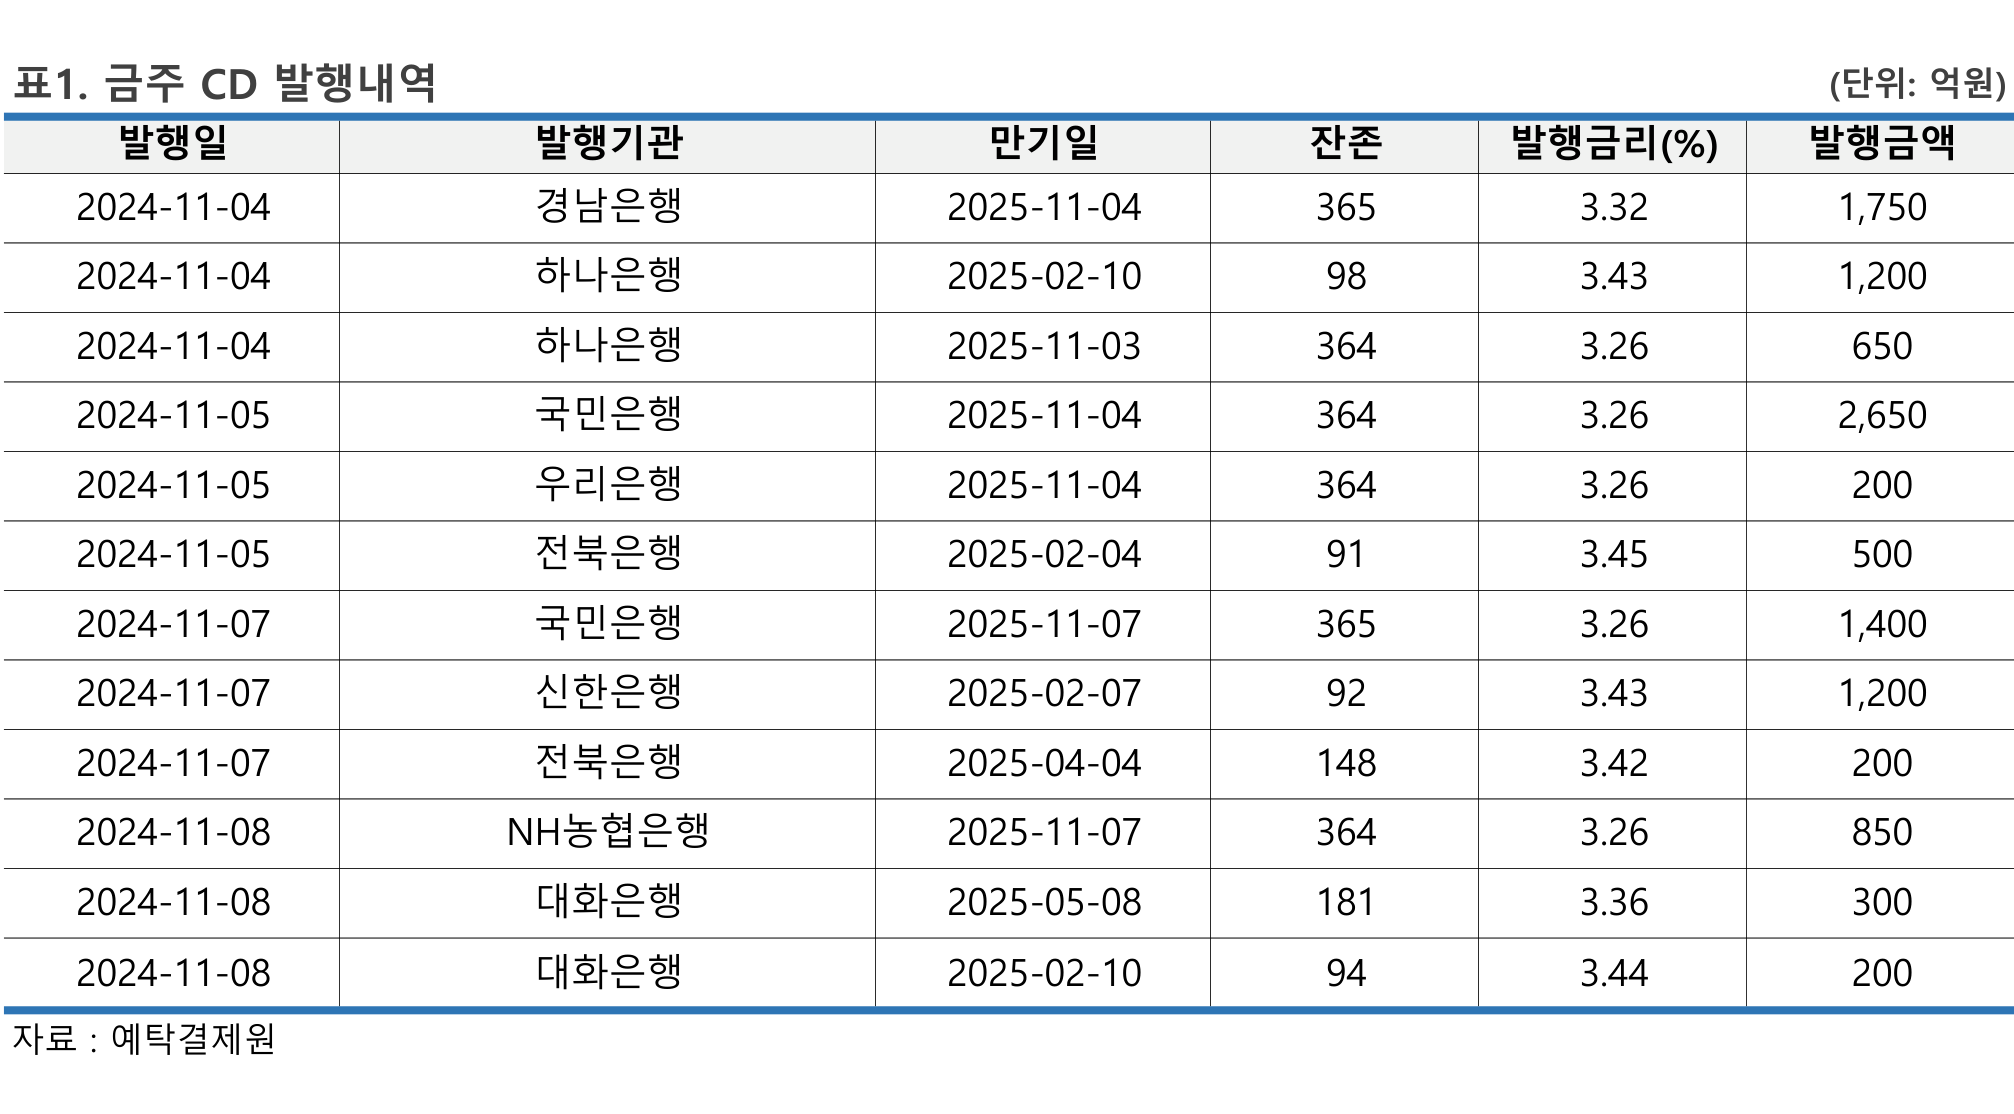 표1. 금주 CD 발행내역 (단위: 억원)
발행일 발행기관 만기일 잔존 발행금리(%) 발행금액
2024-11-04 경남은행 2025-11-04 365 3.32 1,750
2024-11-04 하나은행 2025-02-10 98 3.43 1,200
2024-11-04 하나은행 2025-11-03 364 3.26 650
2024-11-05 국민은행 2025-11-04 364 3.26 2,650
2024-11-05 우리은행 2025-11-04 364 3.26 200
2024-11-05 전북은행 2025-02-04 91 3.45 500
2024-11-07 국민은행 2025-11-07 365 3.26 1,400
2024-11-07 신한은행 2025-02-07 92 3.43 1,200
2024-11-07 전북은행 2025-04-04 148 3.42 200
2024-11-08 NH농협은행 2025-11-07 364 3.26 850
2024-11-08 대화은행 2025-05-08 181 3.36 300
2024-11-08 대화은행 2025-02-10 94 3.44 200
자료 : 예탁결제원